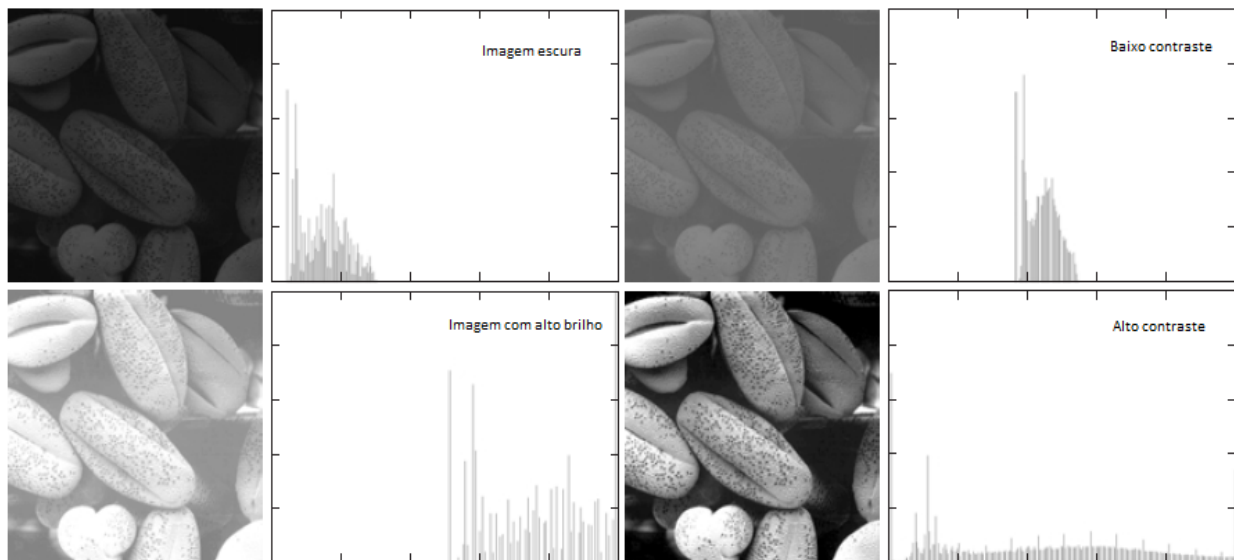 Imagem escura
Baixo contraste
Imagem com alto brilho
Alto contraste